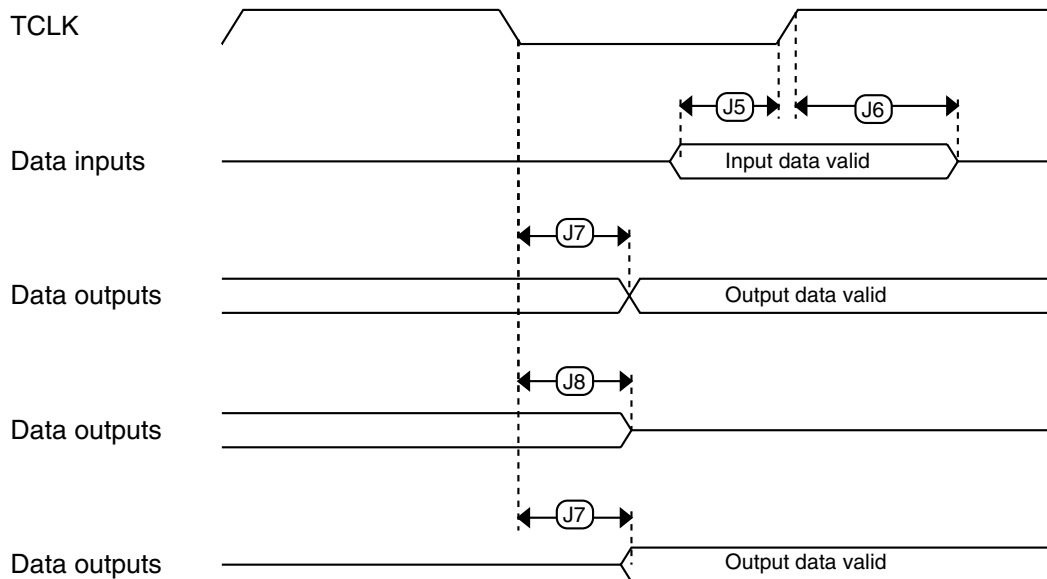 TCLK
J5
J6
Data inputs
Input data valid
J7
Data outputs
Output data valid
J8
Data outputs
J7
Data outputs
Output data valid